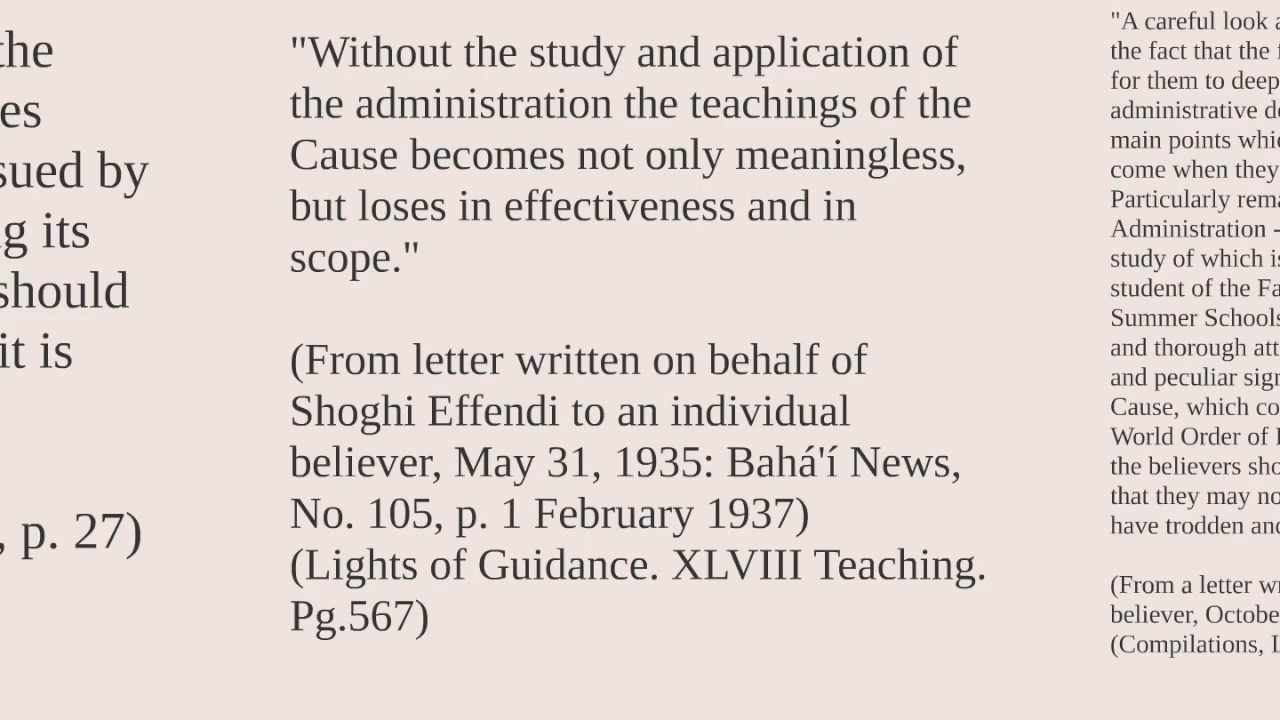 the
es
sued by
g its
should
it is
, p. 27)
"Without the study and application of
the administration the teachings of the
Cause becomes not only meaningless,
but loses in effectiveness and in
scope."
(From letter written on behalf of
Shoghi Effendi to an individual
believer, May 31, 1935: Bahá'í News,
No. 105, p. 1 February 1937)
(Lights of Guidance. XLVIII Teaching.
Pg.567)
"A careful look a
the fact that the
for them to deep
administrative de
main points whic
come when they
Particularly rema
Administration -
study of which is
student of the Fa
Summer Schools
and thorough att
and peculiar sign
Cause, which co
World Order of
the believers sho
that they may no
have trodden and
(From a letter wr
believer, Octobe
(Compilations, L